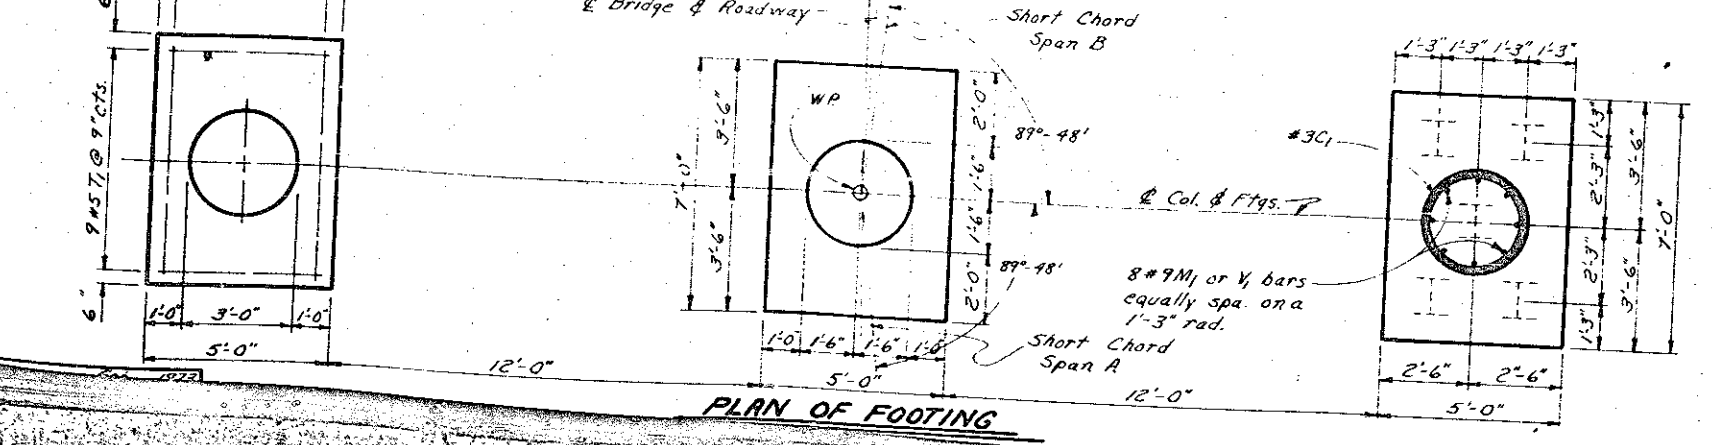 ₵ Bridge & Roadway
Short Chord
Span B
9 #5 T1 @ 9" cts.
6"
1'-0"
3'-0"
1'-0"
5'-0"
12'-0"
WP
7'-0"
3'-6"
3'-6"
2'-0"
1'-6"
1'-6"
2'-0"
89°-48'
89°-48'
1'-0
1'-6"
1'-6"
1'-0
5'-0"
Short Chord
Span A
12'-0"
₵ Col. & Ftgs.
#3C1
8 #9M1 or V1 bars
equally spa. on a
1'-3" rad.
1'-3"
1'-3"
1'-3"
1'-3"
1'-3"
2'-3"
2'-3"
1'-3"
3'-6"
3'-6"
7'-0"
2'-6"
2'-6"
5'-0"
PLAN OF FOOTING